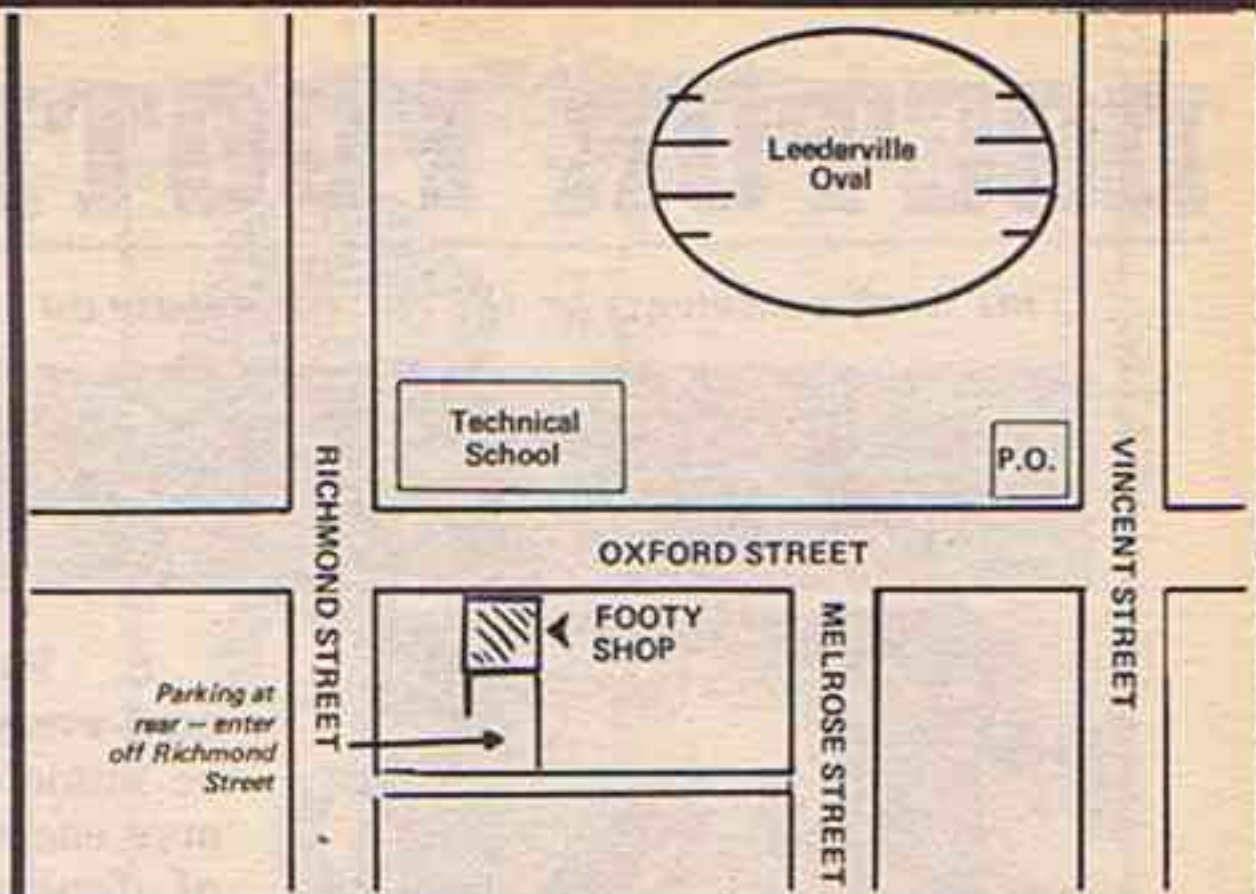 Leederville
Oval
Technical
School
P.O.
RICHMOND STREET
VINCENT STREET
OXFORD STREET
FOOTY
SHOP
MELROSE STREET
Parking at
rear — enter
off Richmond
Street